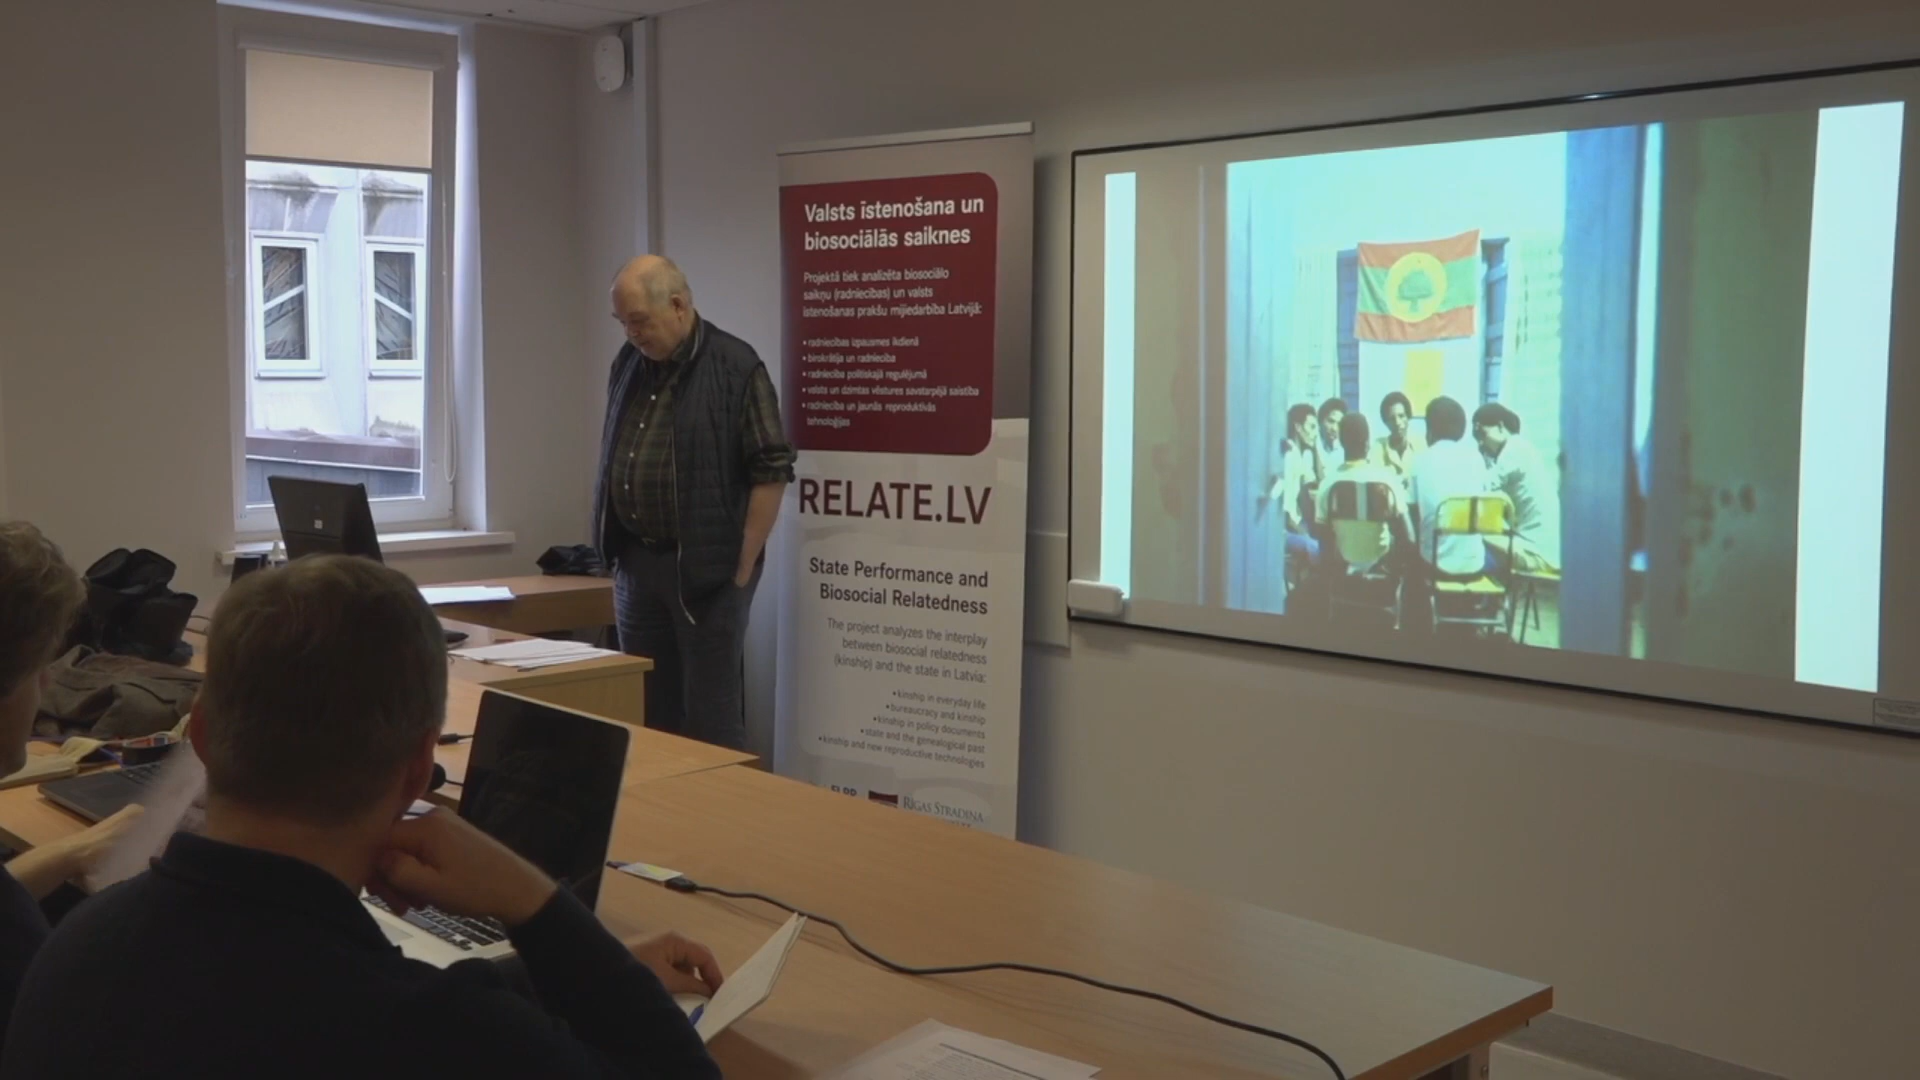 Valsts īstenošana un
biosociālās saiknes
Projektā tiek analizēta biosociālo
saikņu (radniecības) un valsts
īstenošanas prakšu mijiedarbība Latvijā:
• radniecības izpausmes ikdienā
• birokrātija un radniecība
• radniecība politiskajā regulējumā
• valsts un dzimtas vēstures savstarpējā saistība
• radniecība un jaunās reproduktīvās
tehnoloģijas
RELATE.LV
State Performance and
Biosocial Relatedness
The project analyzes the interplay
between biosocial relatedness
(kinship) and the state in Latvia:
• kinship in everyday life
• bureaucracy and kinship
• kinship in policy documents
• state and the genealogical past
• kinship and new reproductive technologies
RĪGAS STRADIŅA